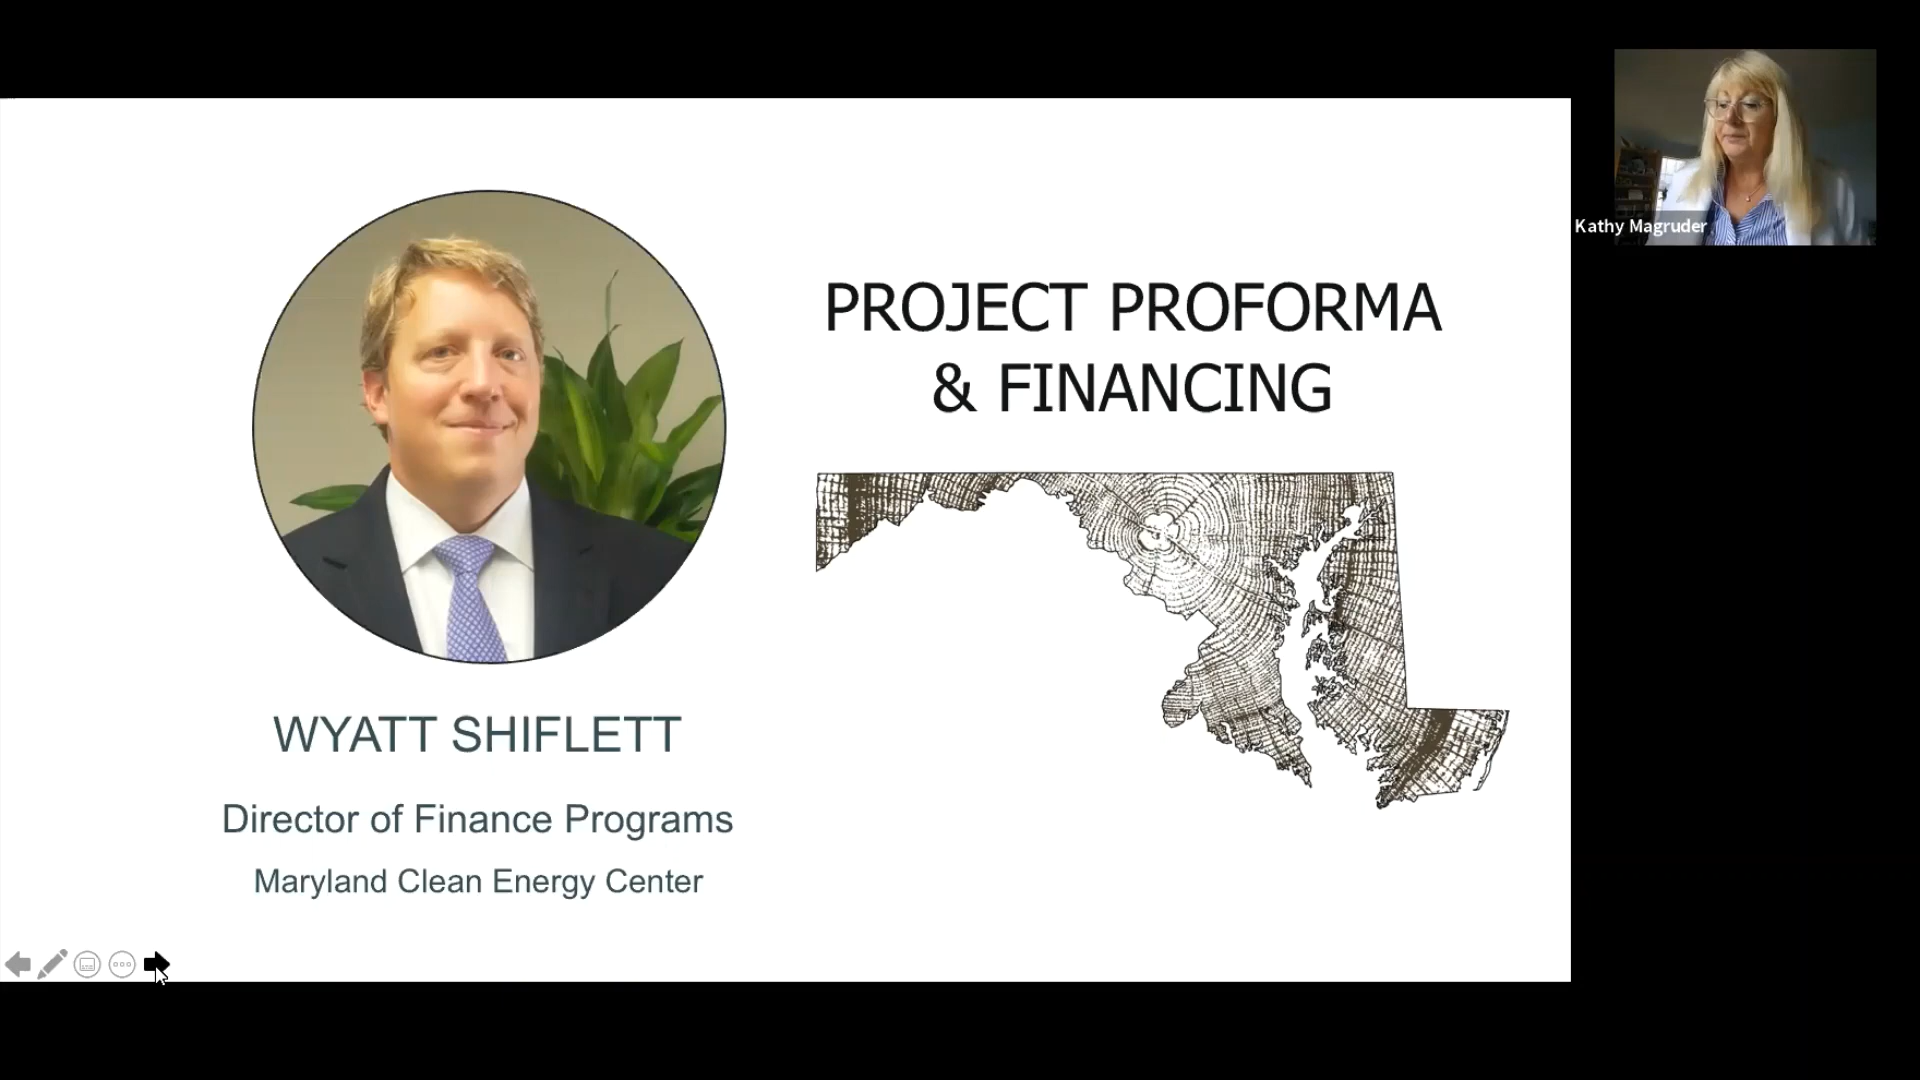 Kathy Magruder
PROJECT PROFORMA
& FINANCING
WYATT SHIFLETT
Director of Finance Programs
Maryland Clean Energy Center